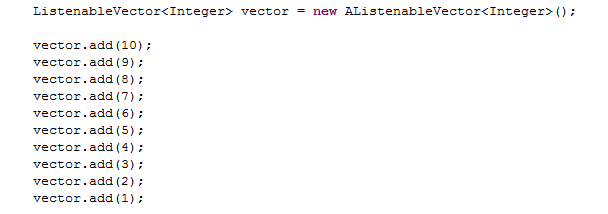 ListenableVector<Integer> vector = new AListenableVector<Integer>();
vector.add(10);
vector.add(9);
vector.add(8);
vector.add(7);
vector.add(6);
vector.add(5);
vector.add(4);
vector.add(3);
vector.add(2);
vector.add(1);